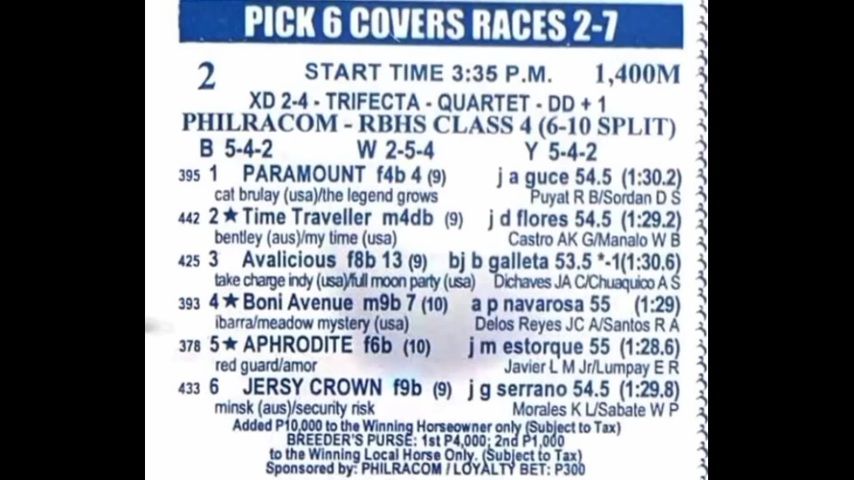 PICK 6 COVERS RACES 2-7
2 START TIME 3:35 P.M. 1,400M
XD 2-4 - TRIFECTA - QUARTET - DD + 1
PHILRACOM - RBHS CLASS 4 (6-10 SPLIT)
B 5-4-2 W 2-5-4 Y 5-4-2
395 1 PARAMOUNT f4b 4 (9) j a guce 54.5 (1:30.2)
cat brulay (usa)/the legend grows Puyat R B/Sordan D S
442 2★Time Traveller m4db (9) j d flores 54.5 (1:29.2)
bentley (aus)/my time (usa) Castro AK G/Manalo W B
425 3 Avalicious f8b 13 (9) bj b galleta 53.5 *-1(1:30.6)
take charge indy (usa)/full moon party (usa) Dichaves JA C/Chuaquico A S
393 4★Boni Avenue m9b 7 (10) a p navarosa 55 (1:29)
ibarra/meadow mystery (usa) Delos Reyes JC A/Santos R A
378 5★APHRODITE f6b (10) j m estorque 55 (1:28.6)
red guard/amor Javier L M Jr/Lumpay E R
433 6 JERSY CROWN f9b (9) j g serrano 54.5 (1:29.8)
minsk (aus)/security risk Morales K L/Sabate W P
Added P10,000 to the Winning Horseowner only (Subject to Tax)
BREEDER'S PURSE: 1st P4,000; 2nd P1,000
to the Winning Local Horse Only. (Subject to Tax)
Sponsored by: PHILRACOM / LOYALTY BET: P300